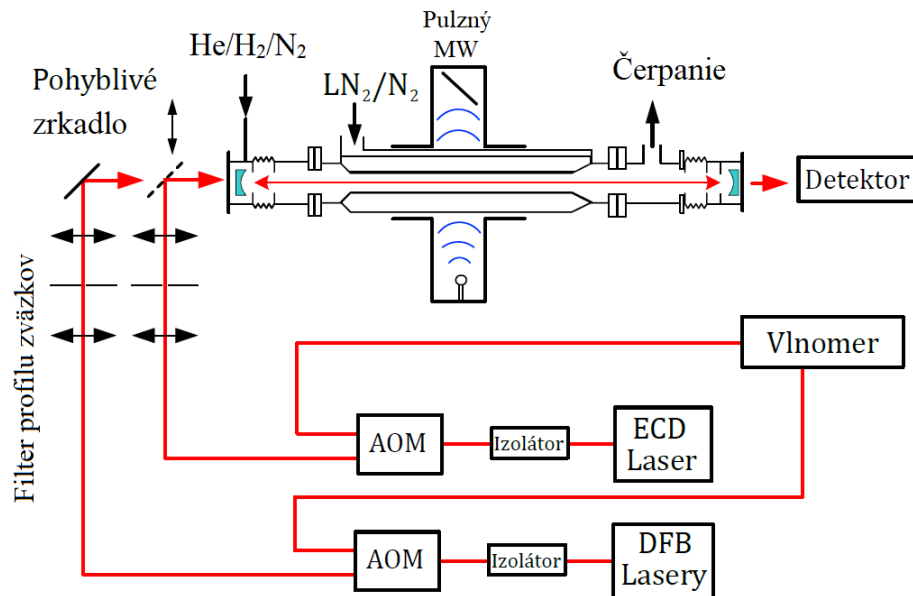 Pulzný
MW
He/H2/N2
LN2/N2
Čerpanie
Pohyblivé
zrkadlo
Detektor
Filter profilu zväzkov
Vlnomer
AOM
Izolátor
ECD
Laser
AOM
Izolátor
DFB
Lasery